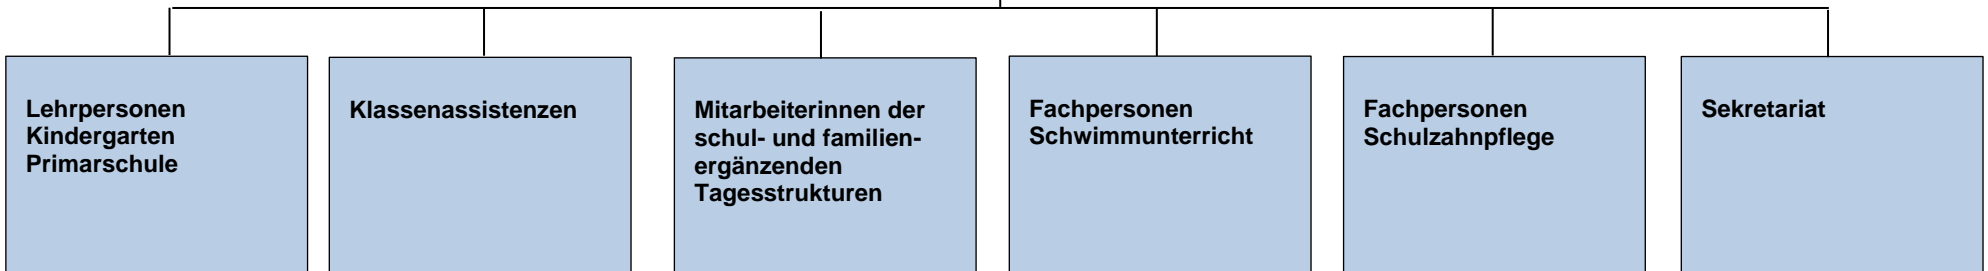 Lehrpersonen
Kindergarten
Primarschule
Klassenassistenzen
Mitarbeiterinnen der
schul- und familien-
ergänzenden
Tagesstrukturen
Fachpersonen
Schwimmunterricht
Fachpersonen
Schulzahnpflege
Sekretariat